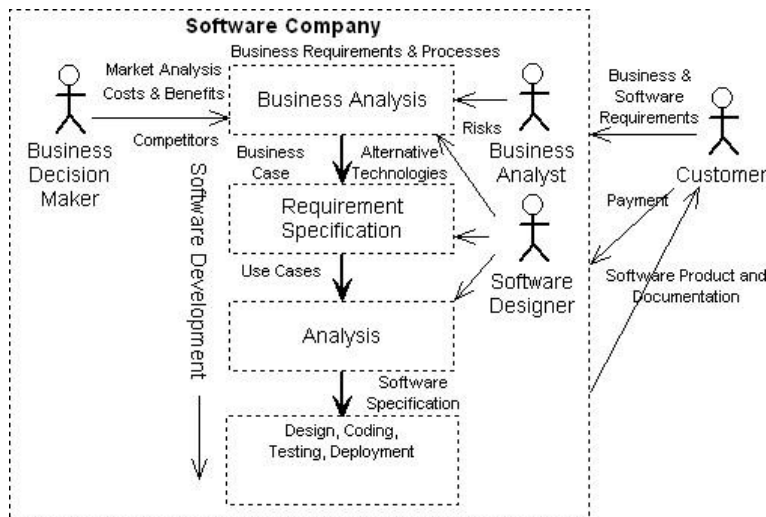 Software Company
Business Requirements & Processes
Market Analysis
Costs & Benefits
Competitors
Business
Decision
Maker
Business Analysis
Risks
Business
Analyst
Business &
Software
Requirements
Customer
Business
Case
Alternative
Technologies
Software Development
Requirement
Specification
Payment
Use Cases
Software
Designer
Software Product and
Documentation
Analysis
Software
Specification
Design, Coding,
Testing, Deployment